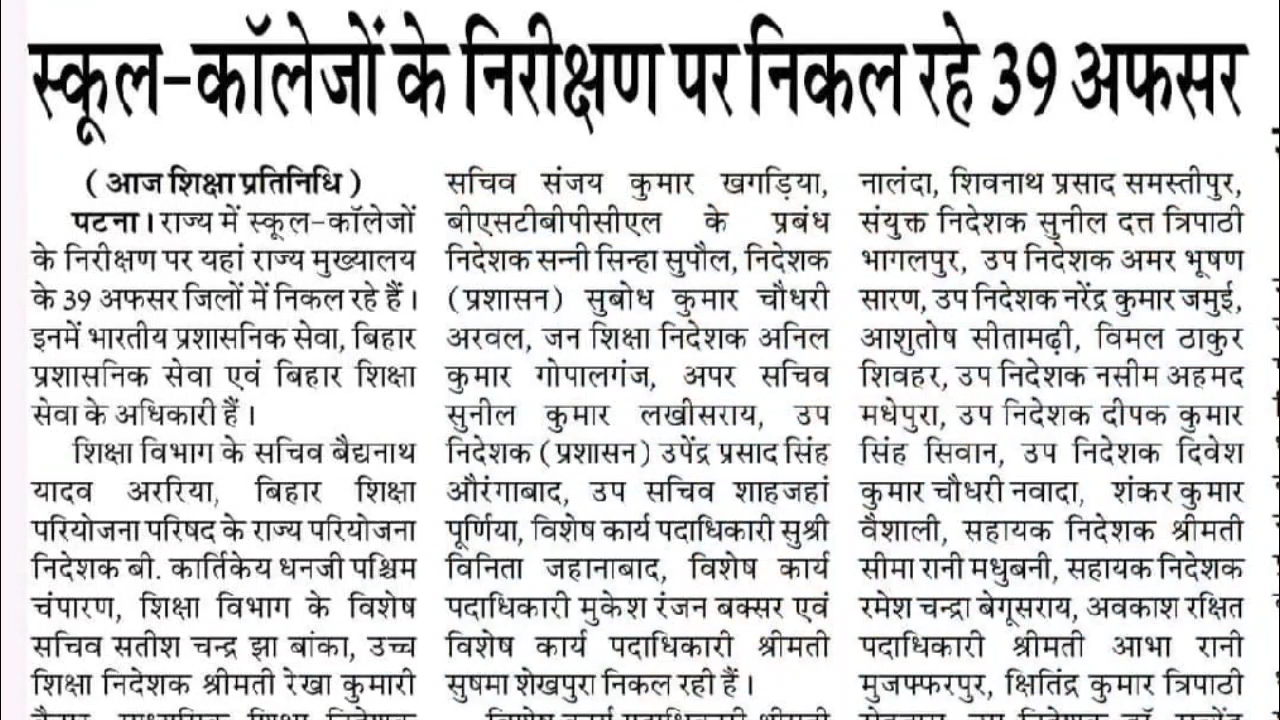 स्कूल-कॉलेजों के निरीक्षण पर निकल रहे 39 अफसर
( आज शिक्षा प्रतिनिधि )
पटना। राज्य में स्कूल-कॉलेजों
के निरीक्षण पर यहां राज्य मुख्यालय
के 39 अफसर जिलों में निकल रहे हैं।
इनमें भारतीय प्रशासनिक सेवा, बिहार
प्रशासनिक सेवा एवं बिहार शिक्षा
सेवा के अधिकारी हैं।
शिक्षा विभाग के सचिव बैद्यनाथ
यादव अररिया, बिहार शिक्षा
परियोजना परिषद के राज्य परियोजना
निदेशक बी. कार्तिकेय धनजी पश्चिम
चंपारण, शिक्षा विभाग के विशेष
सचिव सतीश चन्द्र झा बांका, उच्च
शिक्षा निदेशक श्रीमती रेखा कुमारी
सचिव संजय कुमार खगड़िया,
बीएसटीबीपीसीएल के प्रबंध
निदेशक सन्नी सिन्हा सुपौल, निदेशक
(प्रशासन) सुबोध कुमार चौधरी
अरवल, जन शिक्षा निदेशक अनिल
कुमार गोपालगंज, अपर सचिव
सुनील कुमार लखीसराय, उप
निदेशक (प्रशासन) उपेंद्र प्रसाद सिंह
औरंगाबाद, उप सचिव शाहजहां
पूर्णिया, विशेष कार्य पदाधिकारी सुश्री
विनिता जहानाबाद, विशेष कार्य
पदाधिकारी मुकेश रंजन बक्सर एवं
विशेष कार्य पदाधिकारी श्रीमती
सुषमा शेखपुरा निकल रही हैं।
नालंदा, शिवनाथ प्रसाद समस्तीपुर,
संयुक्त निदेशक सुनील दत्त त्रिपाठी
भागलपुर, उप निदेशक अमर भूषण
सारण, उप निदेशक नरेंद्र कुमार जमुई,
आशुतोष सीतामढ़ी, विमल ठाकुर
शिवहर, उप निदेशक नसीम अहमद
मधेपुरा, उप निदेशक दीपक कुमार
सिंह सिवान, उप निदेशक दिवेश
कुमार चौधरी नवादा, शंकर कुमार
वैशाली, सहायक निदेशक श्रीमती
सीमा रानी मधुबनी, सहायक निदेशक
रमेश चन्द्रा बेगूसराय, अवकाश रक्षित
पदाधिकारी श्रीमती आभा रानी
मुजफ्फरपुर, क्षितिंद्र कुमार त्रिपाठी